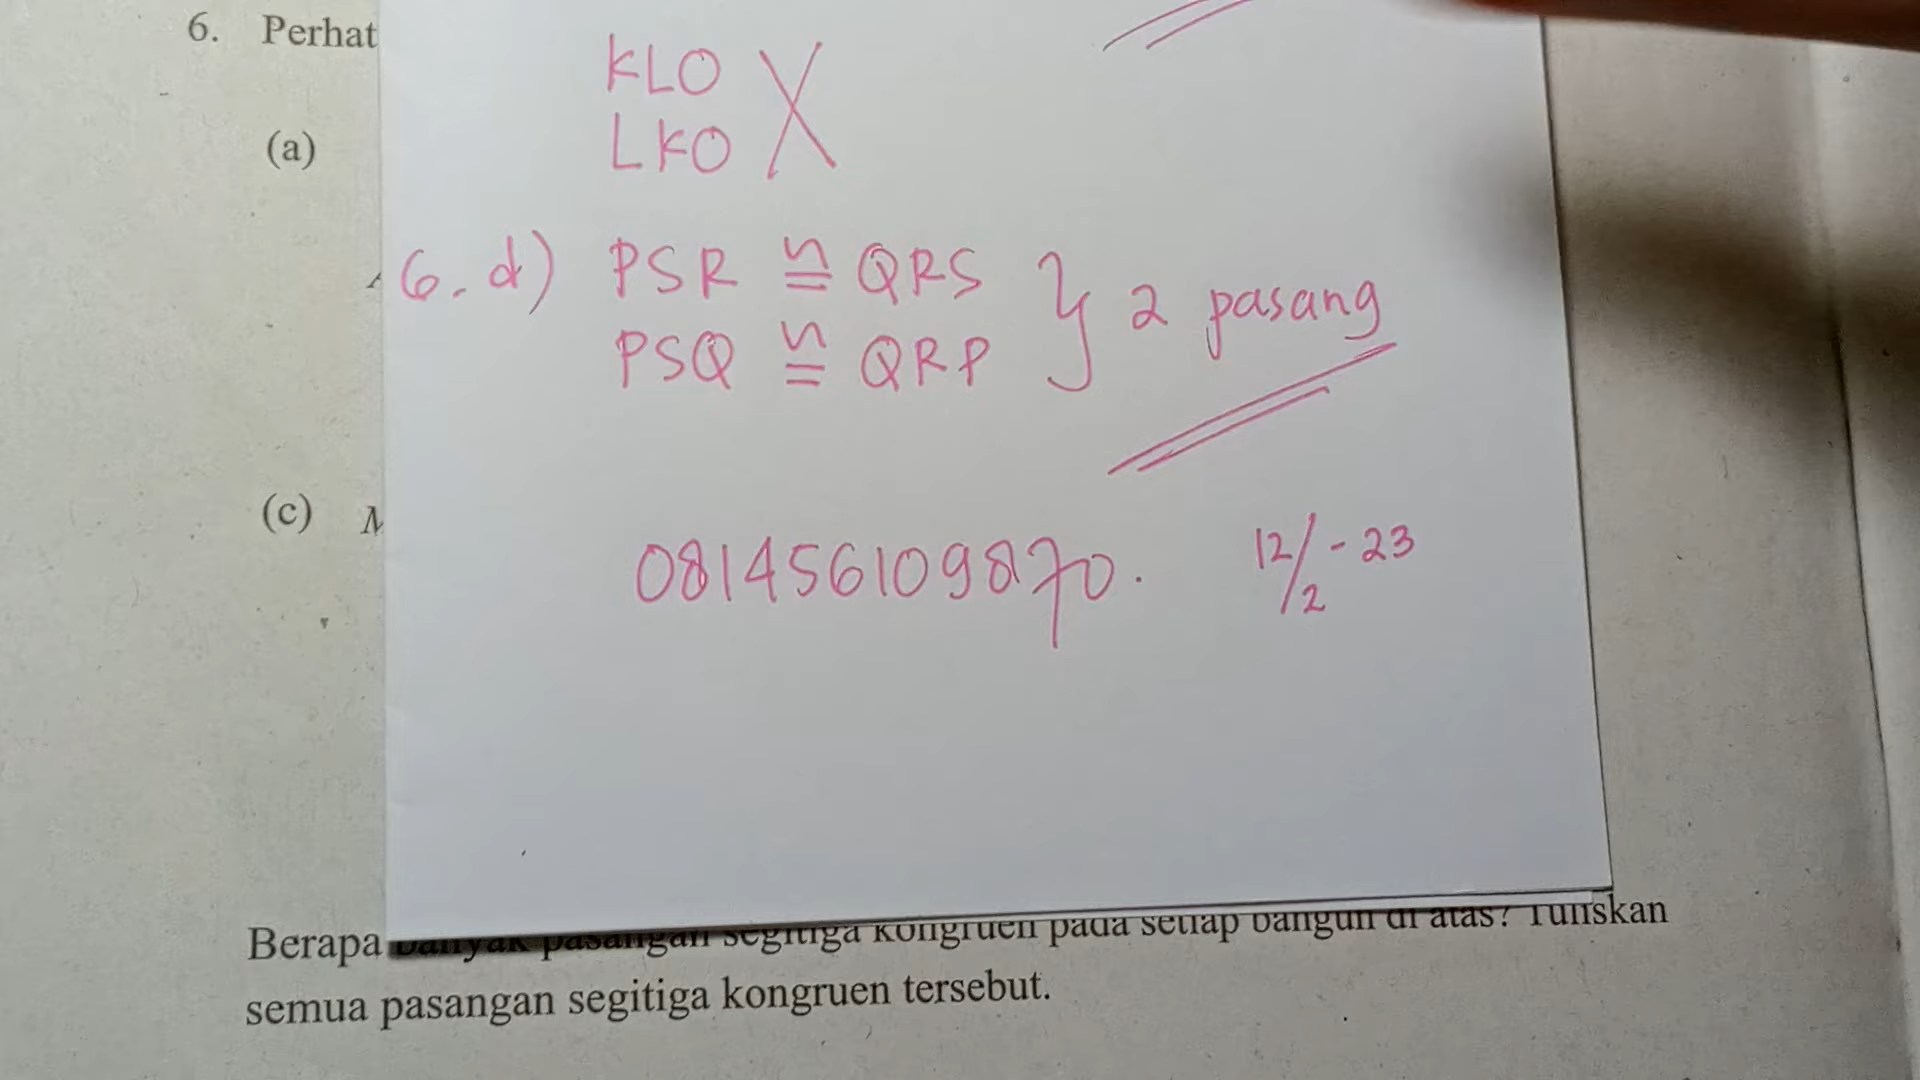 6. Perhat
KLO
(a)
LKO
6. d) PSR ≅ QRS
PSQ ≅ QRP } 2 pasang
(c) M
081456109870. 12/2 - 23
Berapa banyak pasangan segitiga kongruen pada setiap bangun di atas? Tuliskan
semua pasangan segitiga kongruen tersebut.